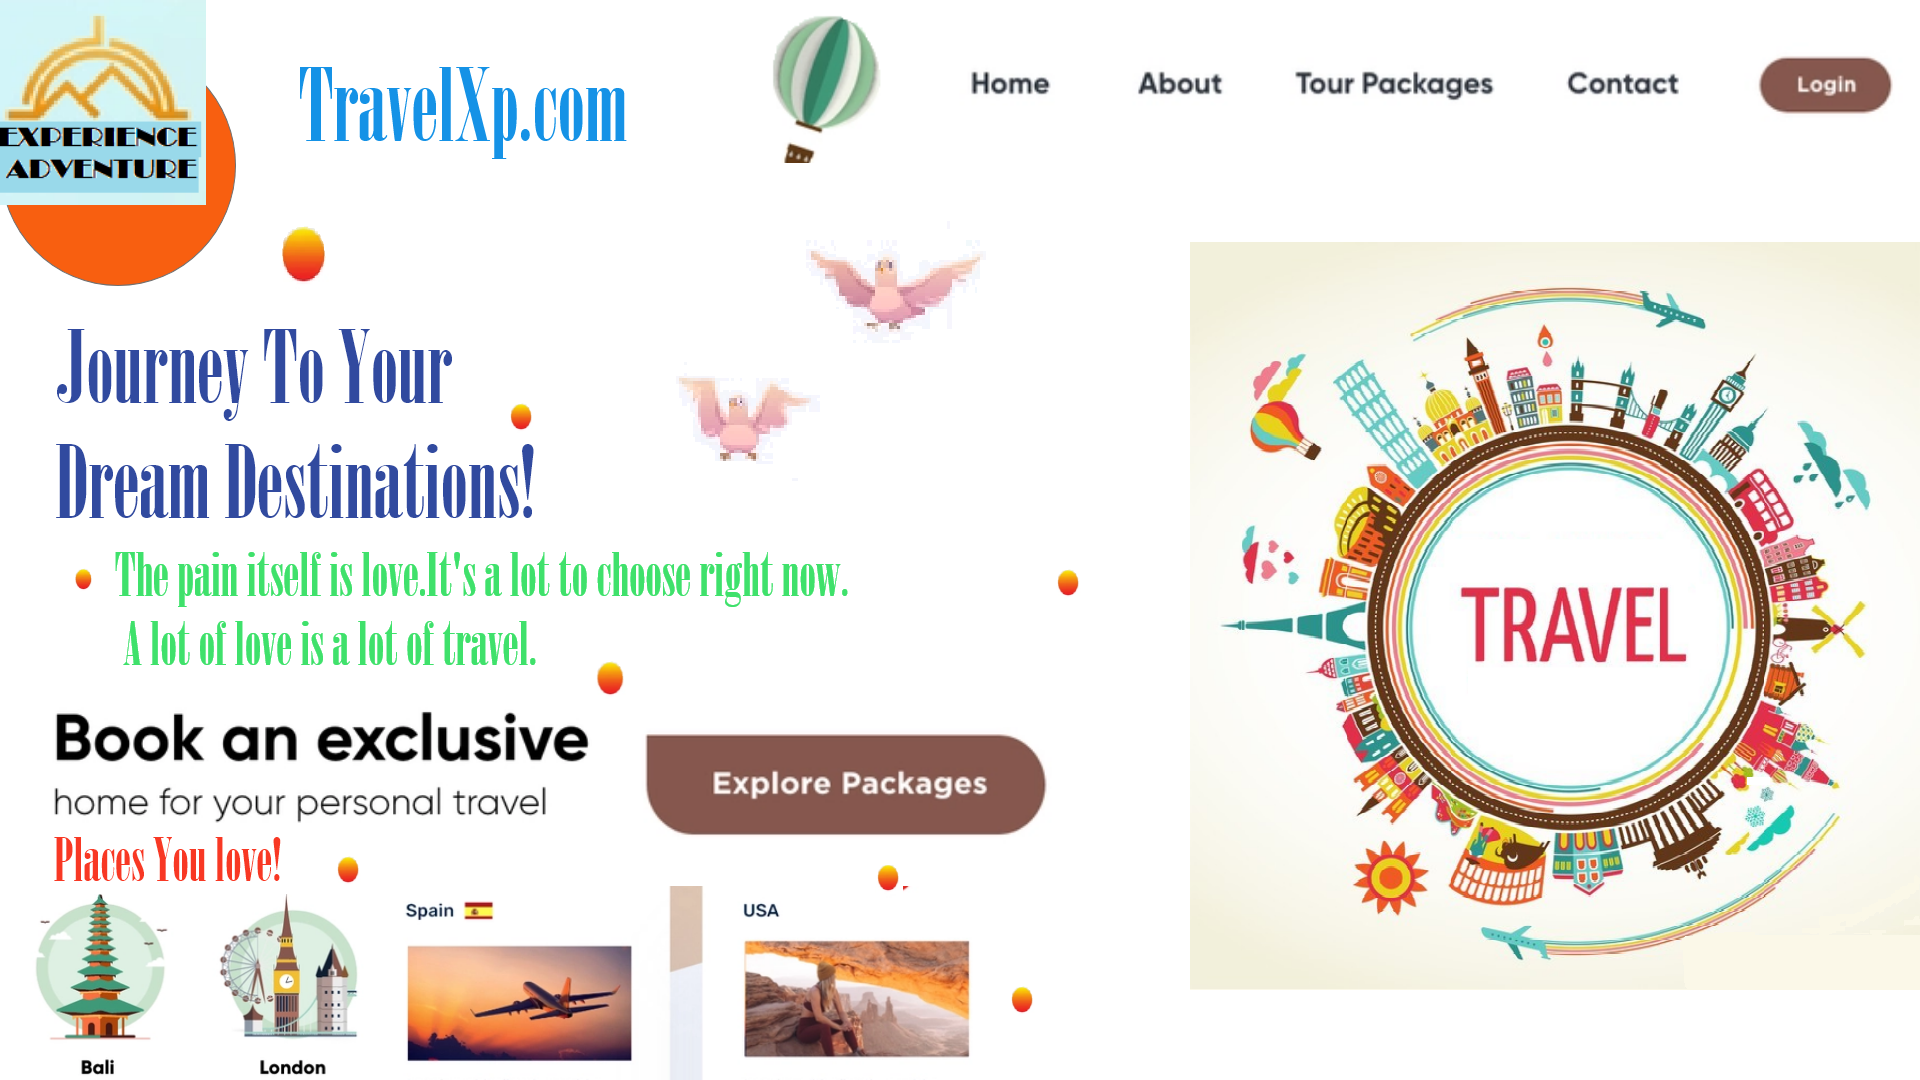 EXPERIENCE
ADVENTURE
TravelXp.com
Home About Tour Packages Contact Login
Journey To Your
Dream Destinations!
The pain itself is love.It's a lot to choose right now.
A lot of love is a lot of travel.
TRAVEL
Book an exclusive
home for your personal travel
Explore Packages
Places You love!
Spain
USA
Bali
London